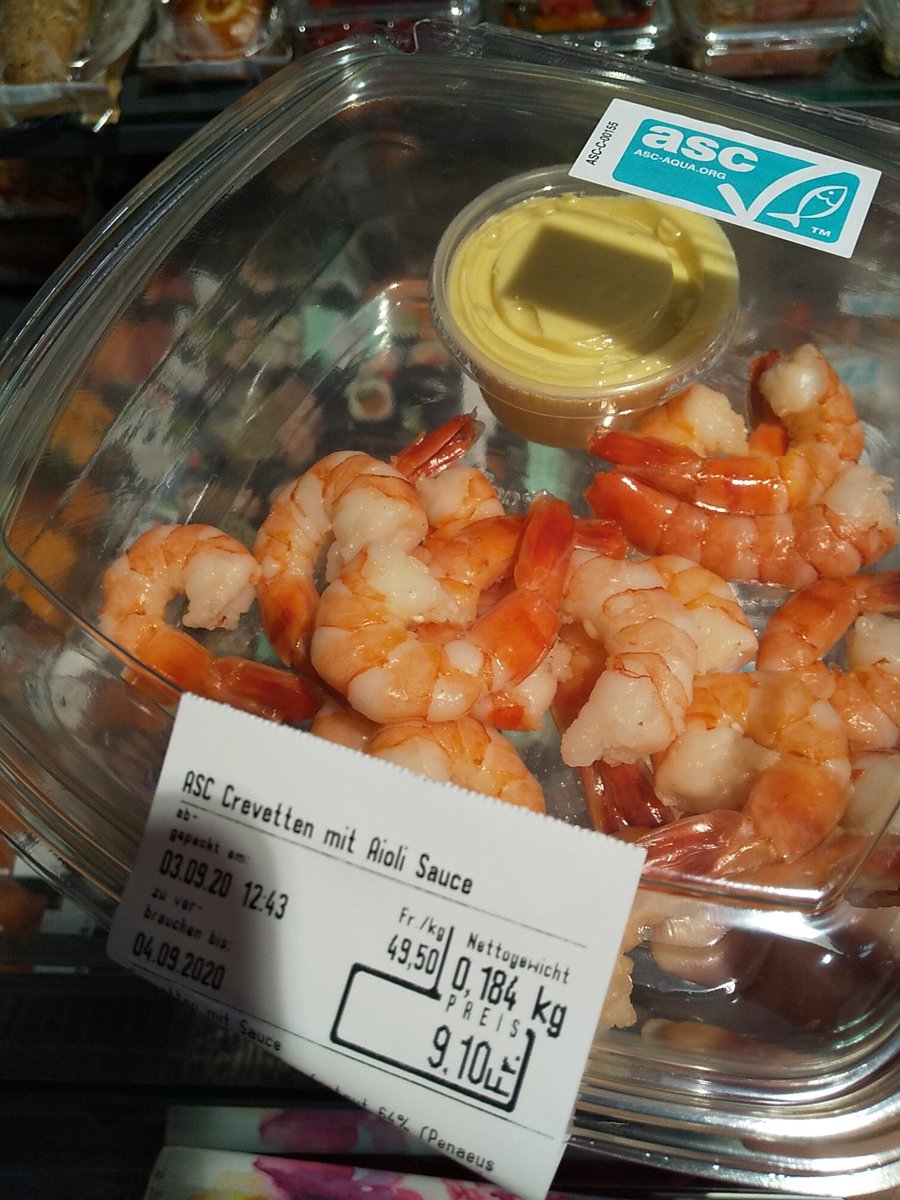 ASC-C-00155
asc
ASC-AQUA.ORG
TM
ASC Crevetten mit Aioli Sauce
ab-
gepackt am:
03.09.20 12:43
zu ver-
brauchen bis:
04.09.2020
Fr./kg
49,50
Nettogewicht
0,184 kg
PREIS
9.10 Fr.
mit Sauce
64% (Penaeus